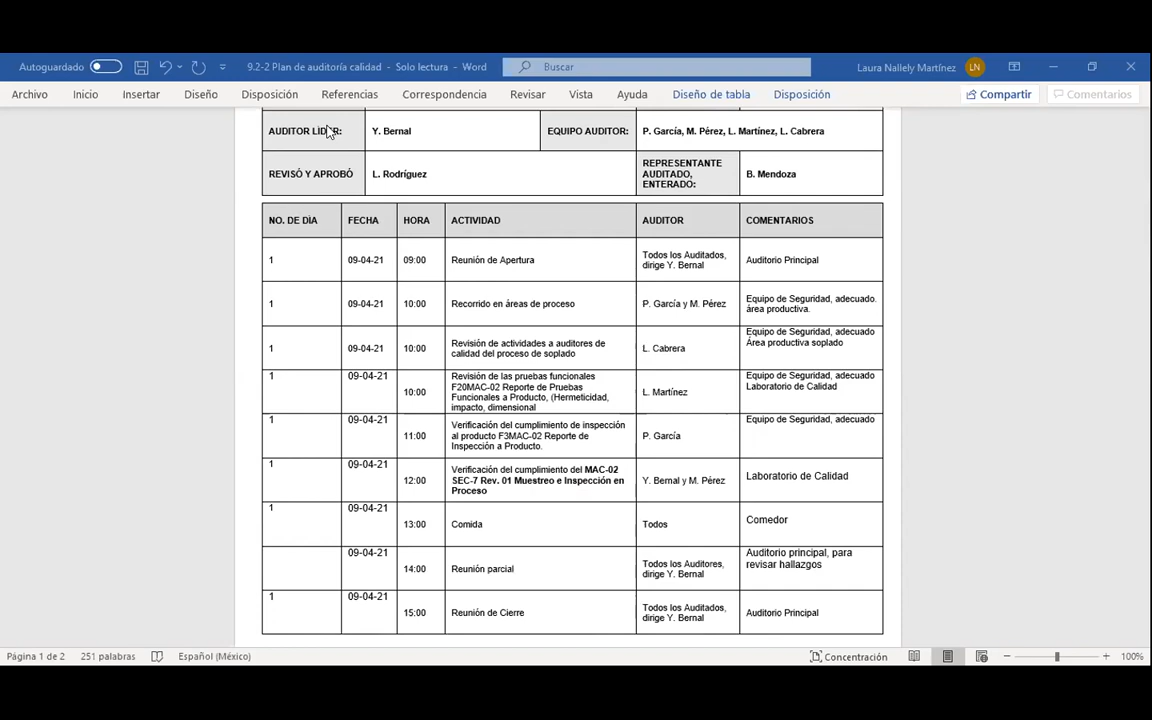 Autoguardado
9.2-2 Plan de auditoría calidad - Solo lectura - Word
Buscar
Laura Nallely Martínez
LN
Archivo
Inicio
Insertar
Diseño
Disposición
Referencias
Correspondencia
Revisar
Vista
Ayuda
Diseño de tabla
Disposición
Compartir
Comentarios
AUDITOR LÌDER:
Y. Bernal
EQUIPO AUDITOR:
P. García, M. Pérez, L. Martínez, L. Cabrera
REVISÓ Y APROBÓ
L. Rodríguez
REPRESENTANTE
AUDITADO,
ENTERADO:
B. Mendoza
NO. DE DÍA
FECHA
HORA
ACTIVIDAD
AUDITOR
COMENTARIOS
1
09-04-21
09:00
Reunión de Apertura
Todos los Auditados,
dirige Y. Bernal
Auditorio Principal
1
09-04-21
10:00
Recorrido en áreas de proceso
P. García y M. Pérez
Equipo de Seguridad, adecuado.
área productiva.
1
09-04-21
10:00
Revisión de actividades a auditores de
calidad del proceso de soplado
L. Cabrera
Equipo de Seguridad, adecuado
Área productiva soplado
1
09-04-21
10:00
Revisión de las pruebas funcionales
F20MAC-02 Reporte de Pruebas
Funcionales a Producto, (Hermeticidad,
impacto, dimensional
L. Martínez
Equipo de Seguridad, adecuado
Laboratorio de Calidad
1
09-04-21
11:00
Verificación del cumplimiento de inspección
al producto F3MAC-02 Reporte de
Inspección a Producto.
P. García
Equipo de Seguridad, adecuado
1
09-04-21
12:00
Verificación del cumplimiento del MAC-02
SEC-7 Rev. 01 Muestreo e Inspección en
Proceso
Y. Bernal y M. Pérez
Laboratorio de Calidad
1
09-04-21
13:00
Comida
Todos
Comedor
09-04-21
14:00
Reunión parcial
Todos los Auditores,
dirige Y. Bernal
Auditorio principal, para
revisar hallazgos
1
09-04-21
15:00
Reunión de Cierre
Todos los Auditados,
dirige Y. Bernal
Auditorio Principal
Página 1 de 2
251 palabras
Español (México)
Concentración
100%